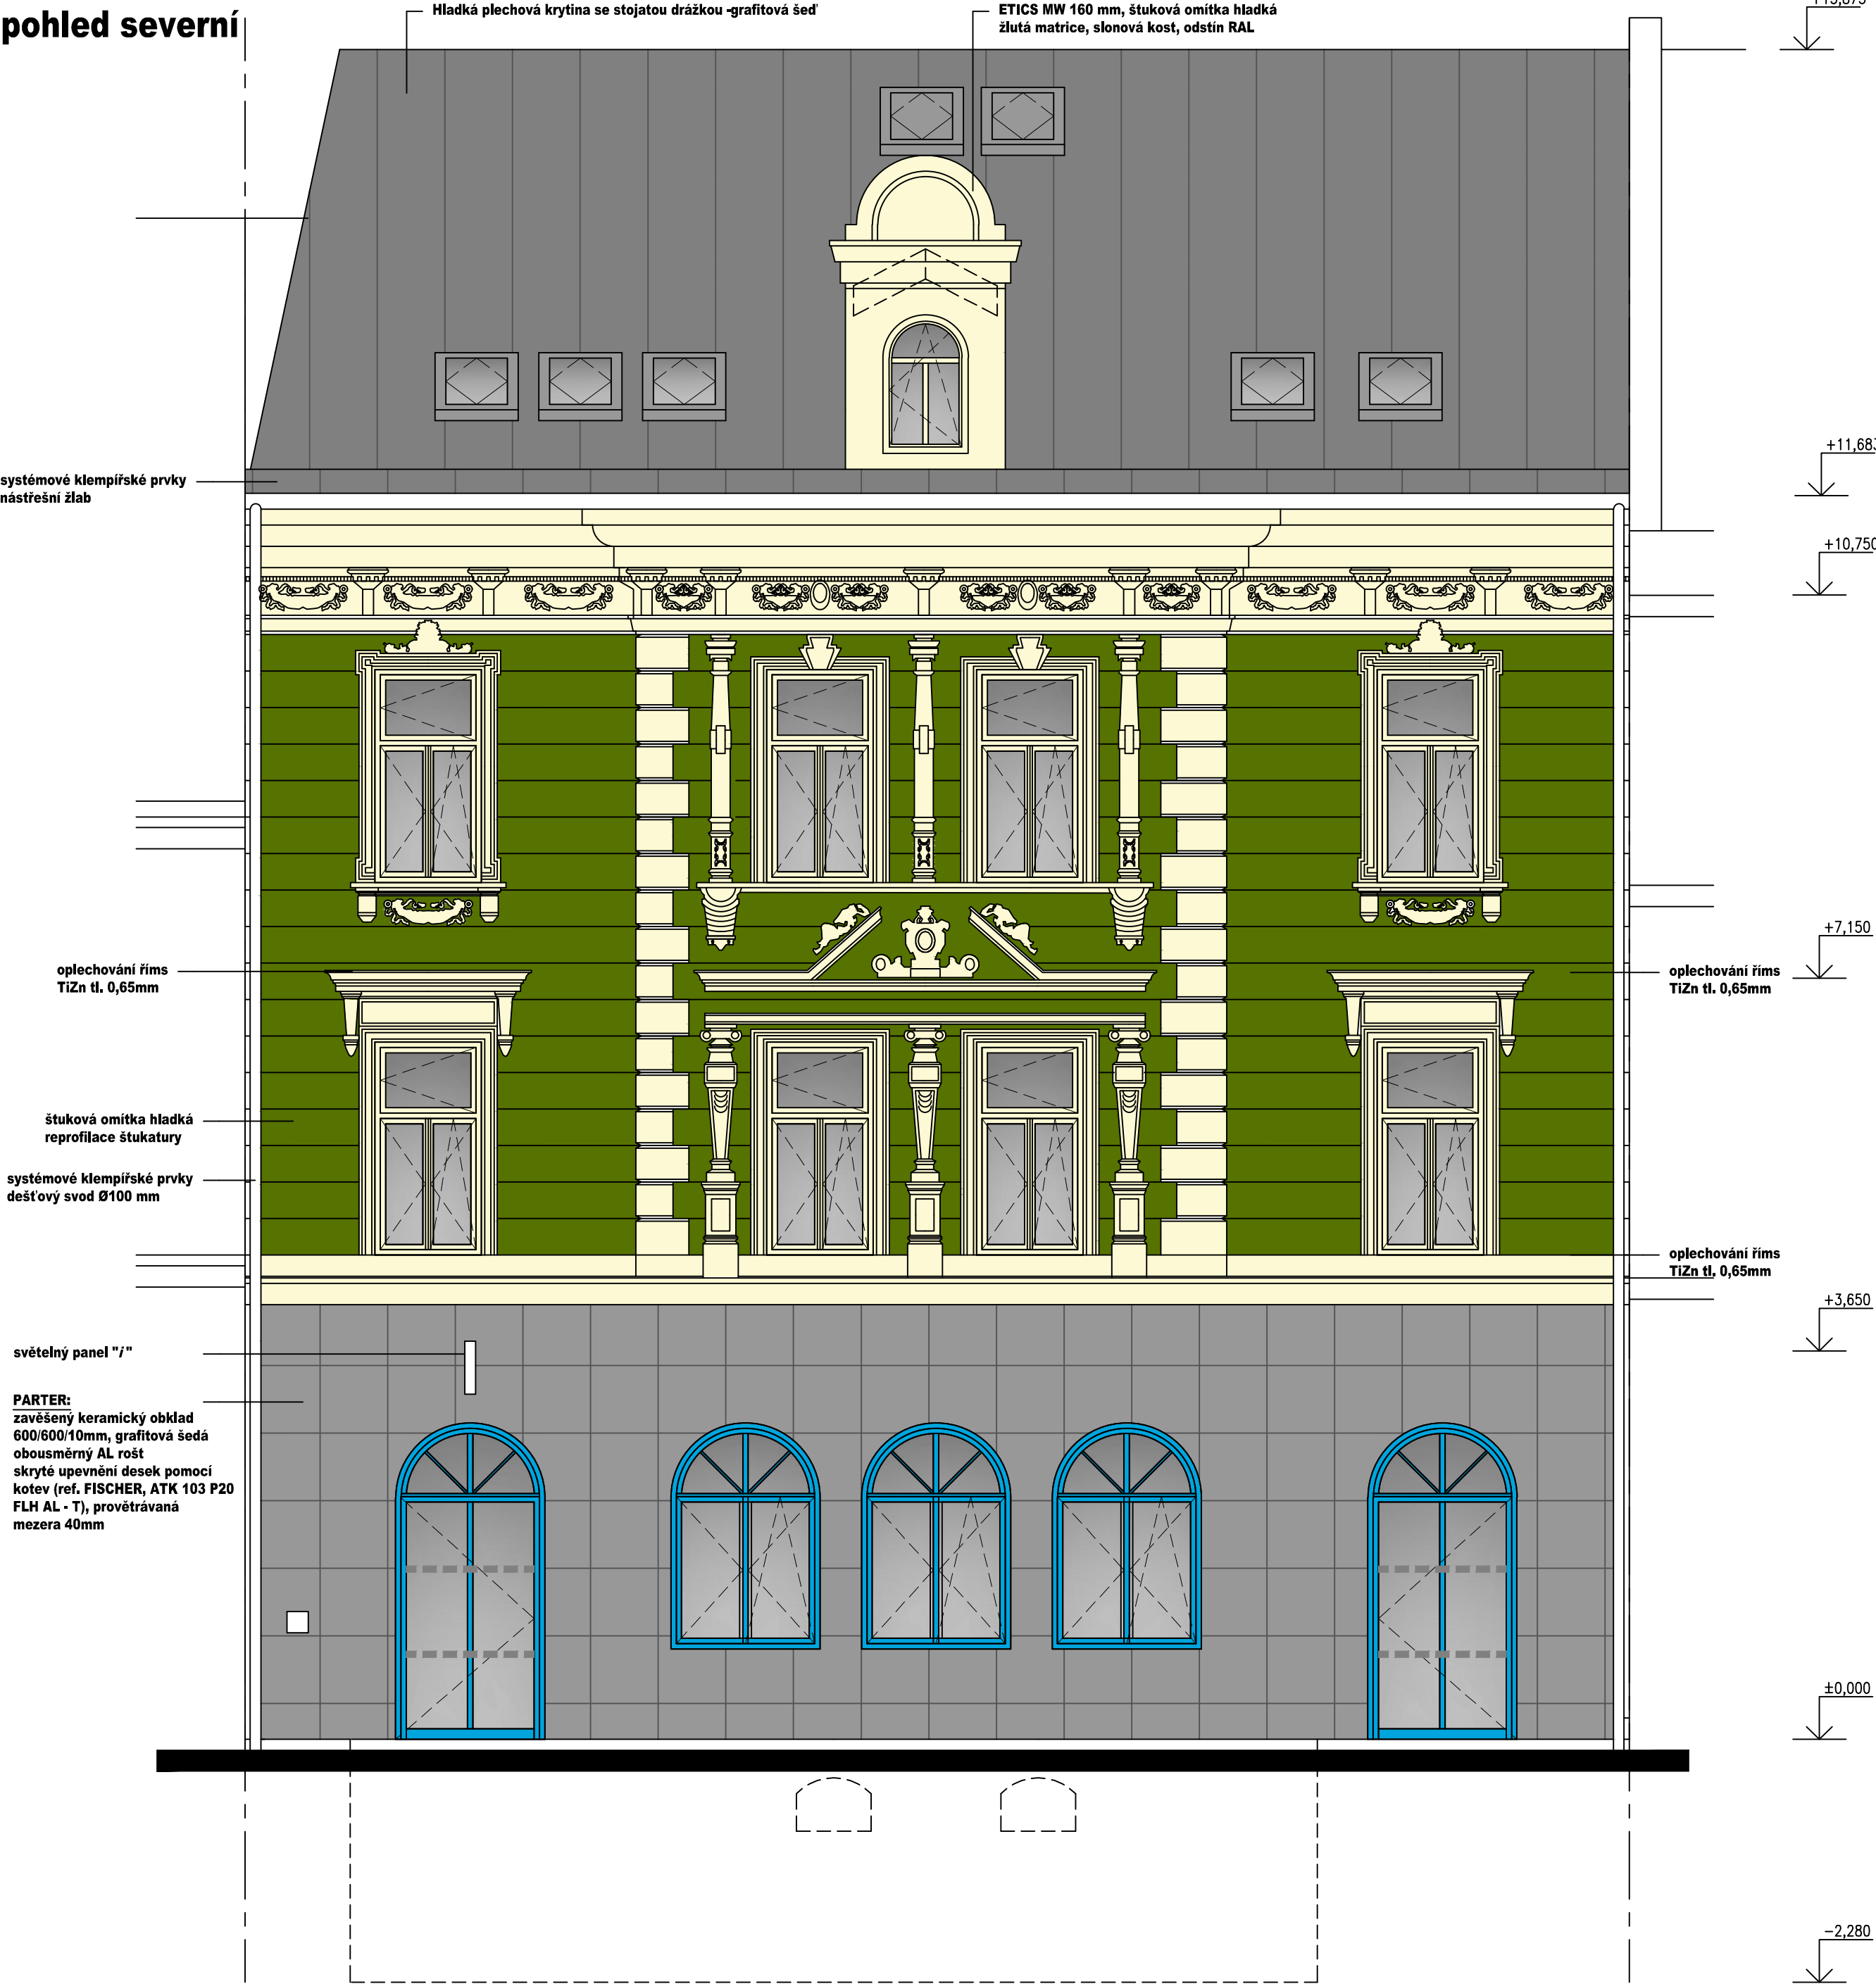 pohled severní
Hladká plechová krytina se stojatou drážkou -grafitová šeď
ETICS MW 160 mm, štuková omítka hladká
žlutá matrice, slonová kost, odstín RAL
systémové klempířské prvky
nástřešní žlab
+11,683
+10,750
oplechování říms
TiZn tl. 0,65mm
+7,150
oplechování říms
TiZn tl. 0,65mm
štuková omítka hladká
reprofilace štukatury
systémové klempířské prvky
dešťový svod Ø100 mm
oplechování říms
TiZn tl. 0,65mm
+3,650
světelný panel "i"
PARTER:
zavěšený keramický obklad
600/600/10mm, grafitová šedá
obousměrný AL rošt
skryté upevnění desek pomocí
kotev (ref. FISCHER, ATK 103 P20
FLH AL - T), provětrávaná
mezera 40mm
±0,000
-2,280